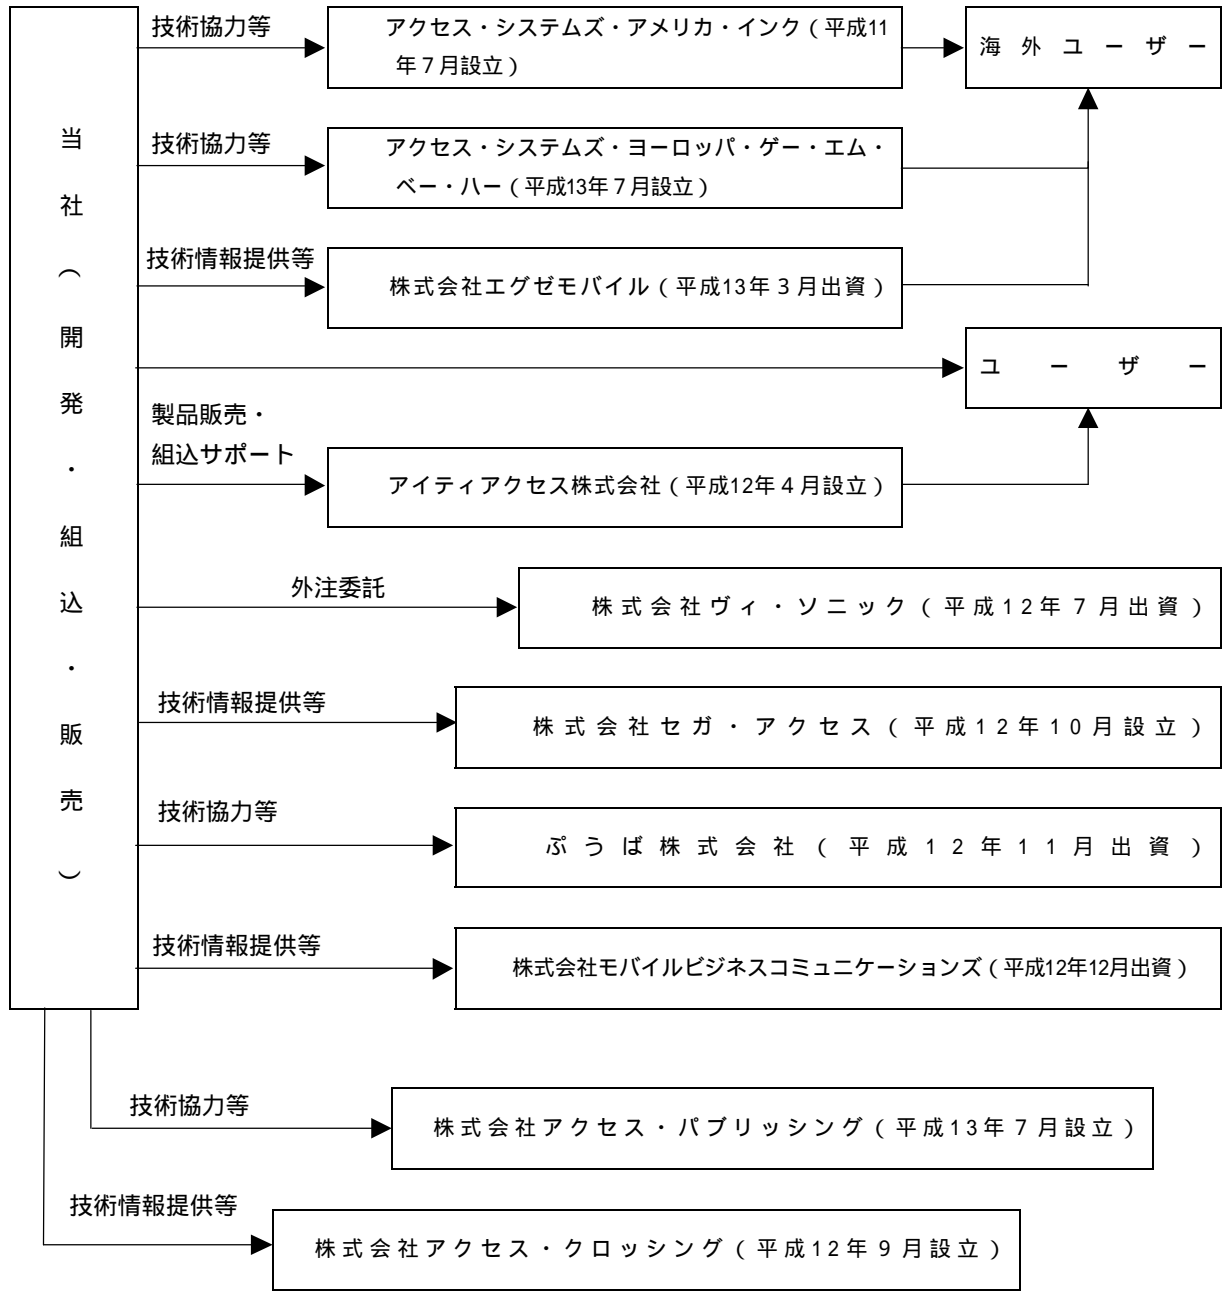 当社（開発・組込・販売）
技術協力等
アクセス・システムズ・アメリカ・インク（平成11
年７月設立）
海外ユーザー
技術協力等
アクセス・システムズ・ヨーロッパ・ゲー・エム・
ベー・ハー（平成13年７月設立）
技術情報提供等
株式会社エグゼモバイル（平成13年３月出資）
ユーザー
製品販売・
組込サポート
アイティアクセス株式会社（平成12年４月設立）
外注委託
株式会社ヴィ・ソニック（平成12年７月出資）
技術情報提供等
株式会社セガ・アクセス（平成12年10月設立）
技術協力等
ぷうば株式会社（平成12年11月出資）
技術情報提供等
株式会社モバイルビジネスコミュニケーションズ（平成12年12月出資）
技術協力等
株式会社アクセス・パブリッシング（平成13年７月設立）
技術情報提供等
株式会社アクセス・クロッシング（平成12年９月設立）